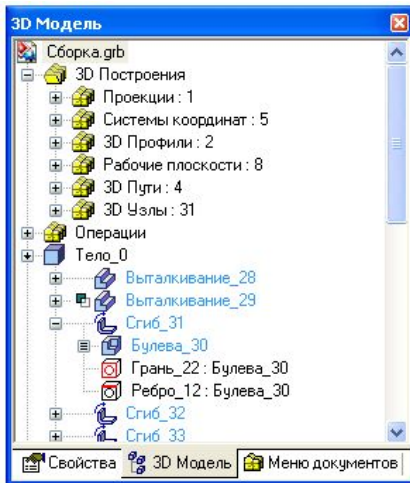 3D Модель
Сборка.grb
3D Построения
Проекции : 1
Системы координат : 5
3D Профили : 2
Рабочие плоскости : 8
3D Пути : 4
3D Узлы : 31
Операции
Тело_0
Выталкивание_28
Выталкивание_29
Сгиб_31
Булева_30
Грань_22 : Булева_30
Ребро_12 : Булева_30
Сгиб_32
Сгиб_33
Свойства 3D Модель Меню документов